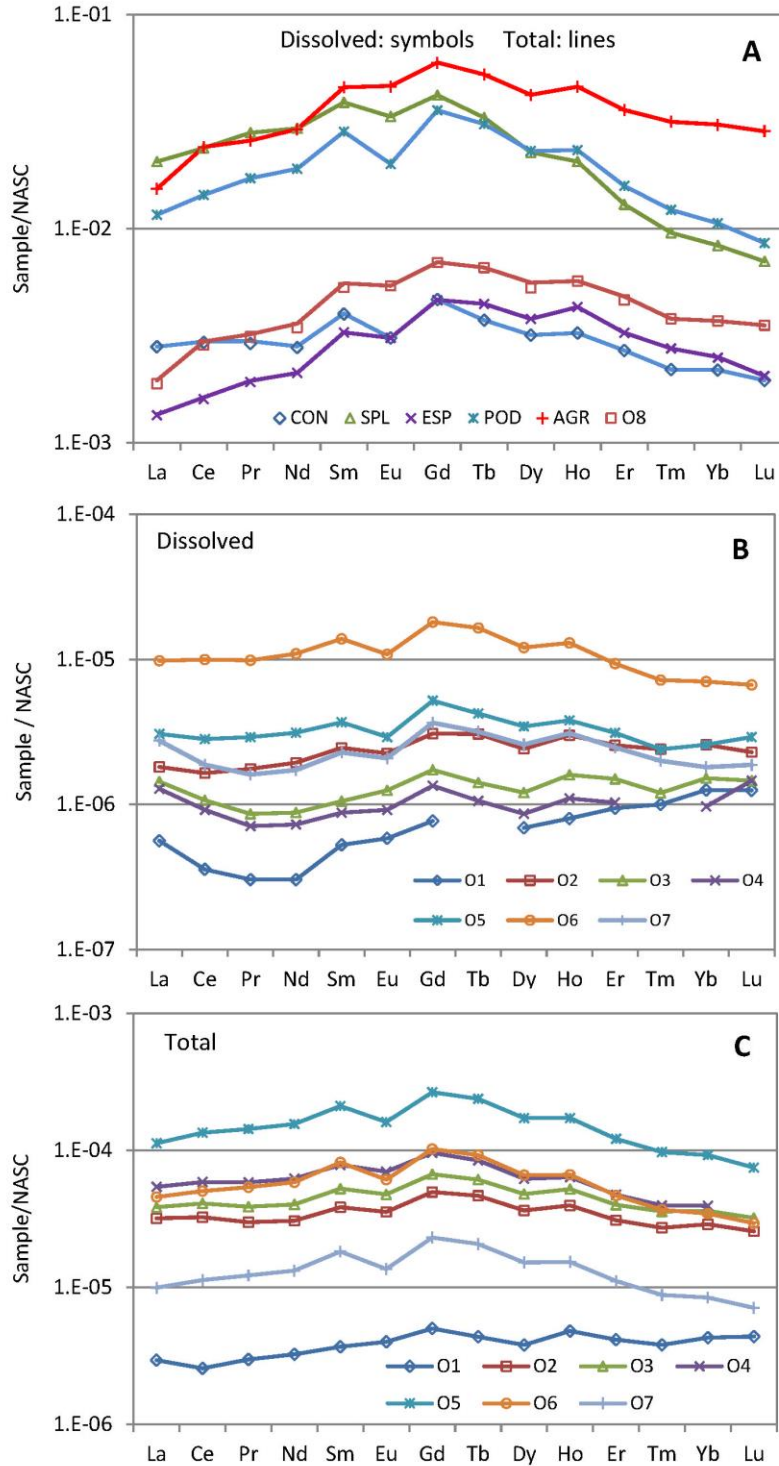 1.E-01
Dissolved: symbols Total: lines
A
1.E-02
Sample/NASC
1.E-03
CON SPL ESP POD AGR O8
La Ce Pr Nd Sm Eu Gd Tb Dy Ho Er Tm Yb Lu
1.E-04
Dissolved
B
1.E-05
Sample / NASC
1.E-06
O1 O2 O3 O4
O5 O6 O7
1.E-07
La Ce Pr Nd Sm Eu Gd Tb Dy Ho Er Tm Yb Lu
1.E-03
Total
C
1.E-04
Sample/NASC
1.E-05
O1 O2 O3 O4
O5 O6 O7
1.E-06
La Ce Pr Nd Sm Eu Gd Tb Dy Ho Er Tm Yb Lu